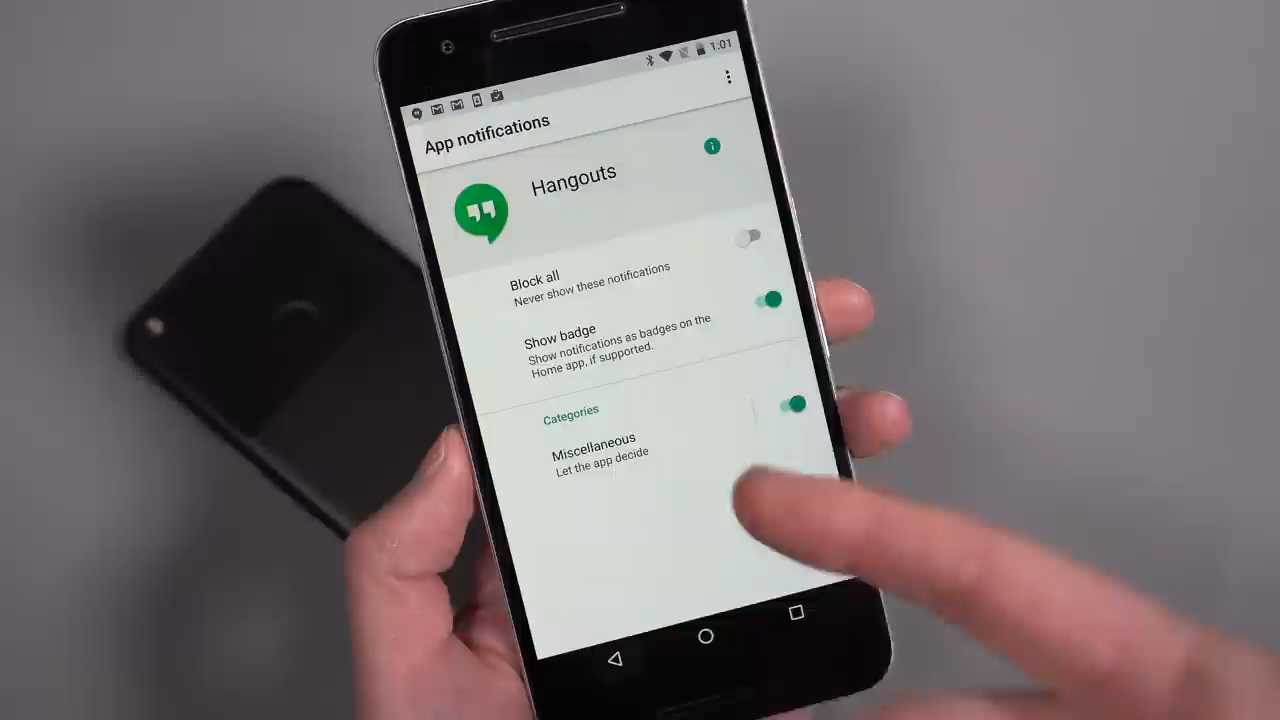 1:01
App notifications
Hangouts
Block all
Never show these notifications
Show badge
Show notifications as badges on the
Home app, if supported.
Categories
Miscellaneous
Let the app decide